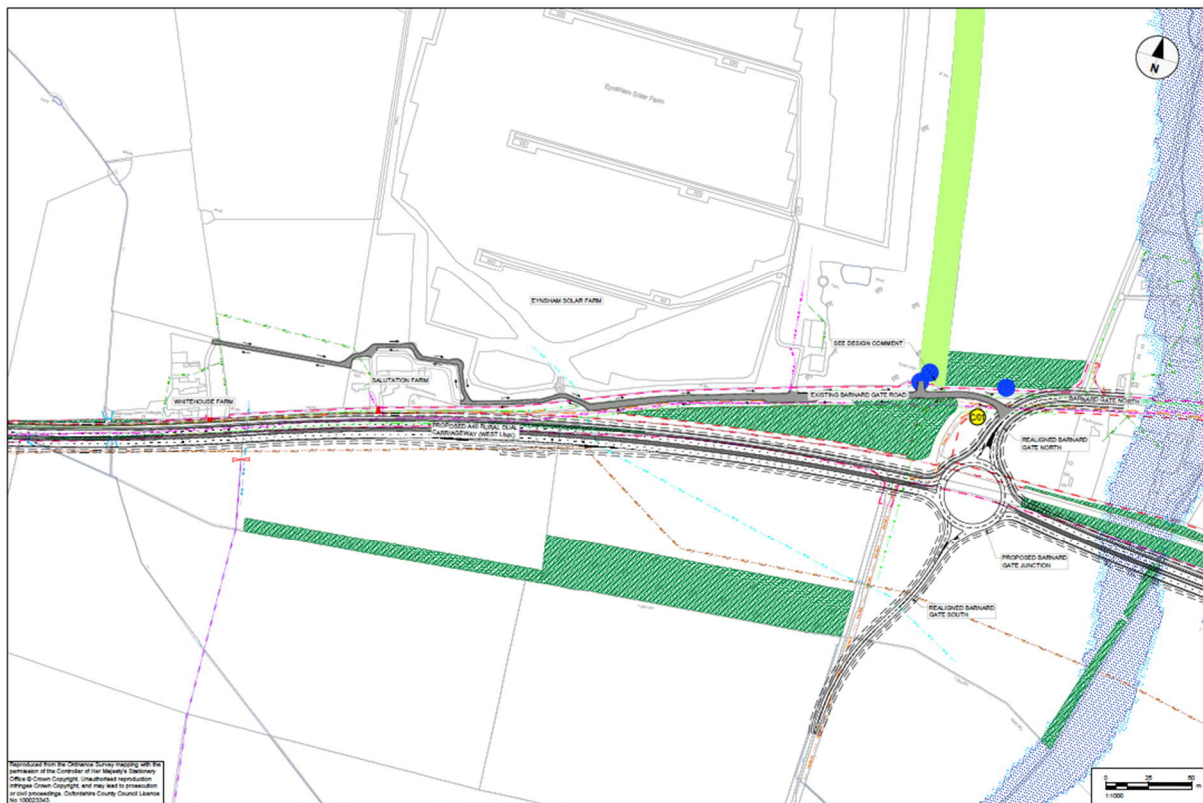 N
Eynsham Solar Farm
EYNSHAM SOLAR FARM
SEE DESIGN COMMENT
SALUTATION FARM
WHITEHOUSE FARM
EXISTING BARNARD GATE ROAD
BARNARD GATE NORTH
C/01
REALIGNED BARNARD
GATE NORTH
PROPOSED A40 RURAL DUAL
CARRIAGEWAY (WEST LINK)
PROPOSED BARNARD
GATE JUNCTION
REALIGNED BARNARD
GATE SOUTH
Reproduced from the Ordnance Survey mapping with the
permission of the Controller of Her Majesty's Stationery
Office © Crown Copyright. Unauthorised reproduction
infringes Crown Copyright, and may lead to prosecution
or civil proceedings. Oxfordshire County Council Licence
No 100023343.
0 25 50
m
1:1000